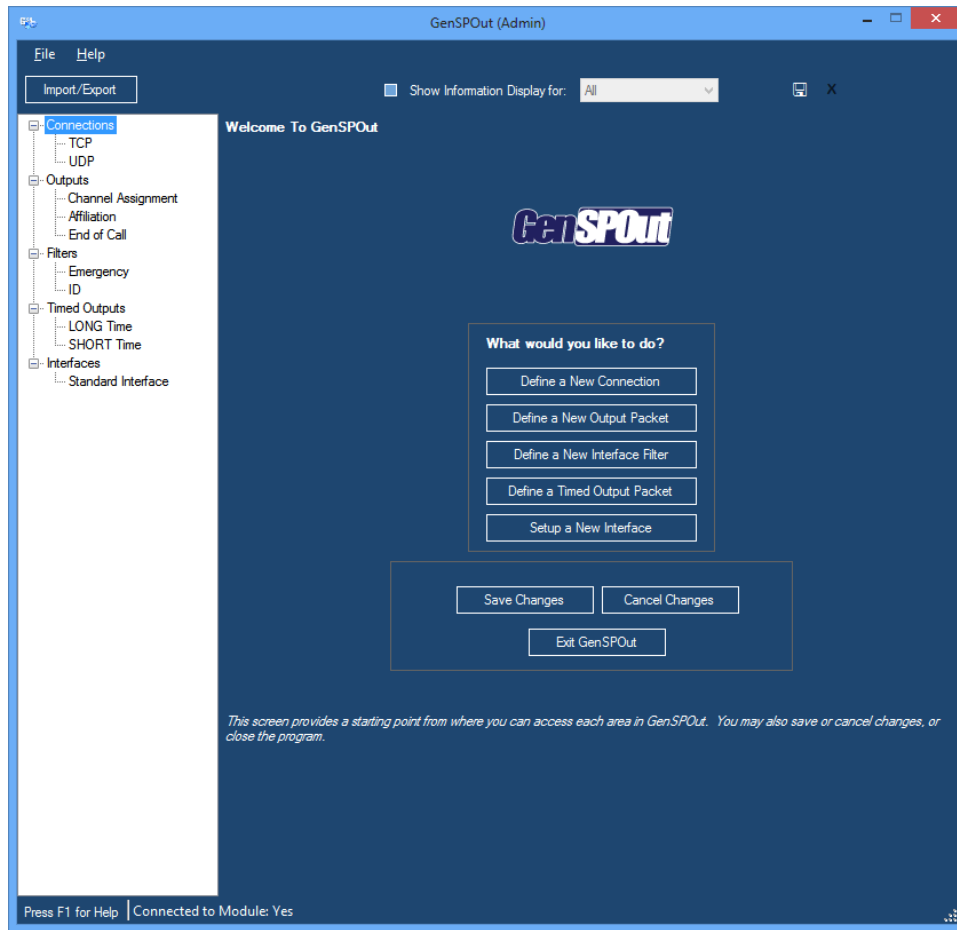 GenSPOut (Admin)
File Help
Import/Export
Show Information Display for: All
X
Connections
TCP
UDP
Outputs
Channel Assignment
Affiliation
End of Call
Filters
Emergency
ID
Timed Outputs
LONG Time
SHORT Time
Interfaces
Standard Interface
Welcome To GenSPOut
GenSPOut
What would you like to do?
Define a New Connection
Define a New Output Packet
Define a New Interface Filter
Define a Timed Output Packet
Setup a New Interface
Save Changes Cancel Changes
Exit GenSPOut
This screen provides a starting point from where you can access each area in GenSPOut. You may also save or cancel changes, or
close the program.
Press F1 for Help Connected to Module: Yes